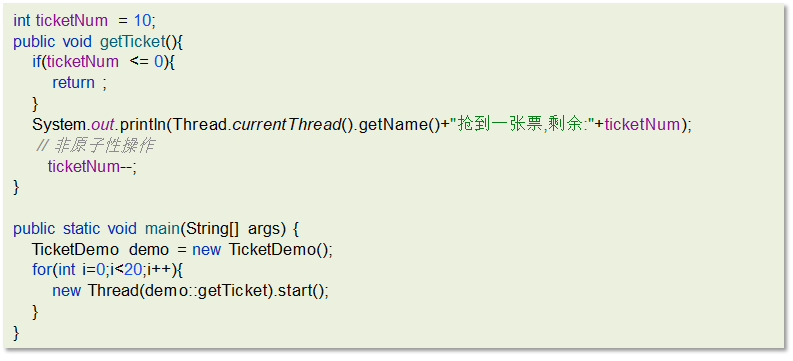 int ticketNum = 10;
public void getTicket(){
if(ticketNum <= 0){
return ;
}
System.out.println(Thread.currentThread().getName()+"抢到一张票,剩余:"+ticketNum);
// 非原子性操作
ticketNum--;
}
public static void main(String[] args) {
TicketDemo demo = new TicketDemo();
for(int i=0;i<20;i++){
new Thread(demo::getTicket).start();
}
}